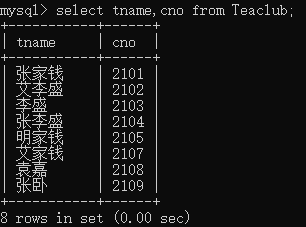 mysql> select tname,cno from Teaclub;
+-----------+------+
| tname | cno |
+-----------+------+
| 张家钱 | 2101 |
| 艾李盛 | 2102 |
| 李盛 | 2103 |
| 张李盛 | 2104 |
| 明家钱 | 2105 |
| 艾家钱 | 2107 |
| 袁嘉 | 2108 |
| 张卧 | 2109 |
+-----------+------+
8 rows in set (0.00 sec)